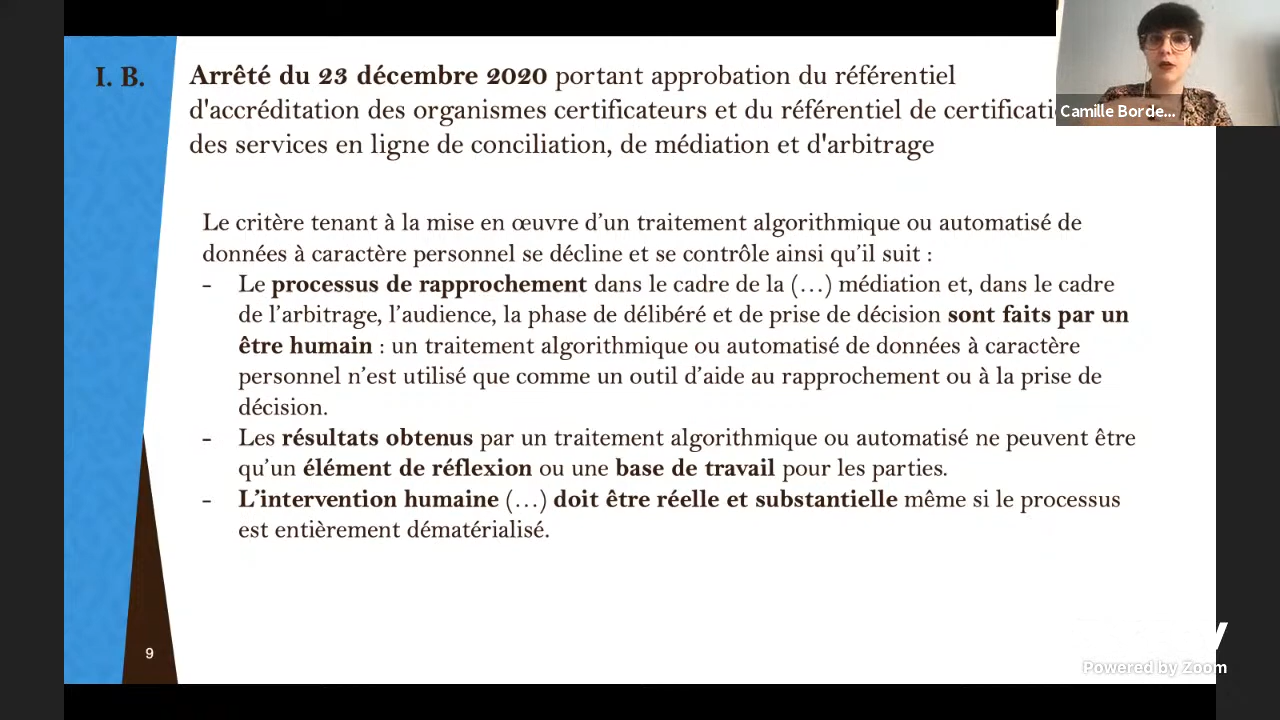 I. B.
Arrêté du 23 décembre 2020 portant approbation du référentiel
d'accréditation des organismes certificateurs et du référentiel de
des services en ligne de conciliation, de médiation et d'arbitrage
Camille Borde...
Le critère tenant à la mise en œuvre d’un traitement algorithmique ou automatisé de
données à caractère personnel se décline et se contrôle ainsi qu’il suit :
- Le processus de rapprochement dans le cadre de la (…) médiation et, dans le cadre
de l’arbitrage, l’audience, la phase de délibéré et de prise de décision sont faits par un
être humain : un traitement algorithmique ou automatisé de données à caractère
personnel n’est utilisé que comme un outil d’aide au rapprochement ou à la prise de
décision.
- Les résultats obtenus par un traitement algorithmique ou automatisé ne peuvent être
qu’un élément de réflexion ou une base de travail pour les parties.
- L’intervention humaine (…) doit être réelle et substantielle même si le processus
est entièrement dématérialisé.
9
Powered by Zoom